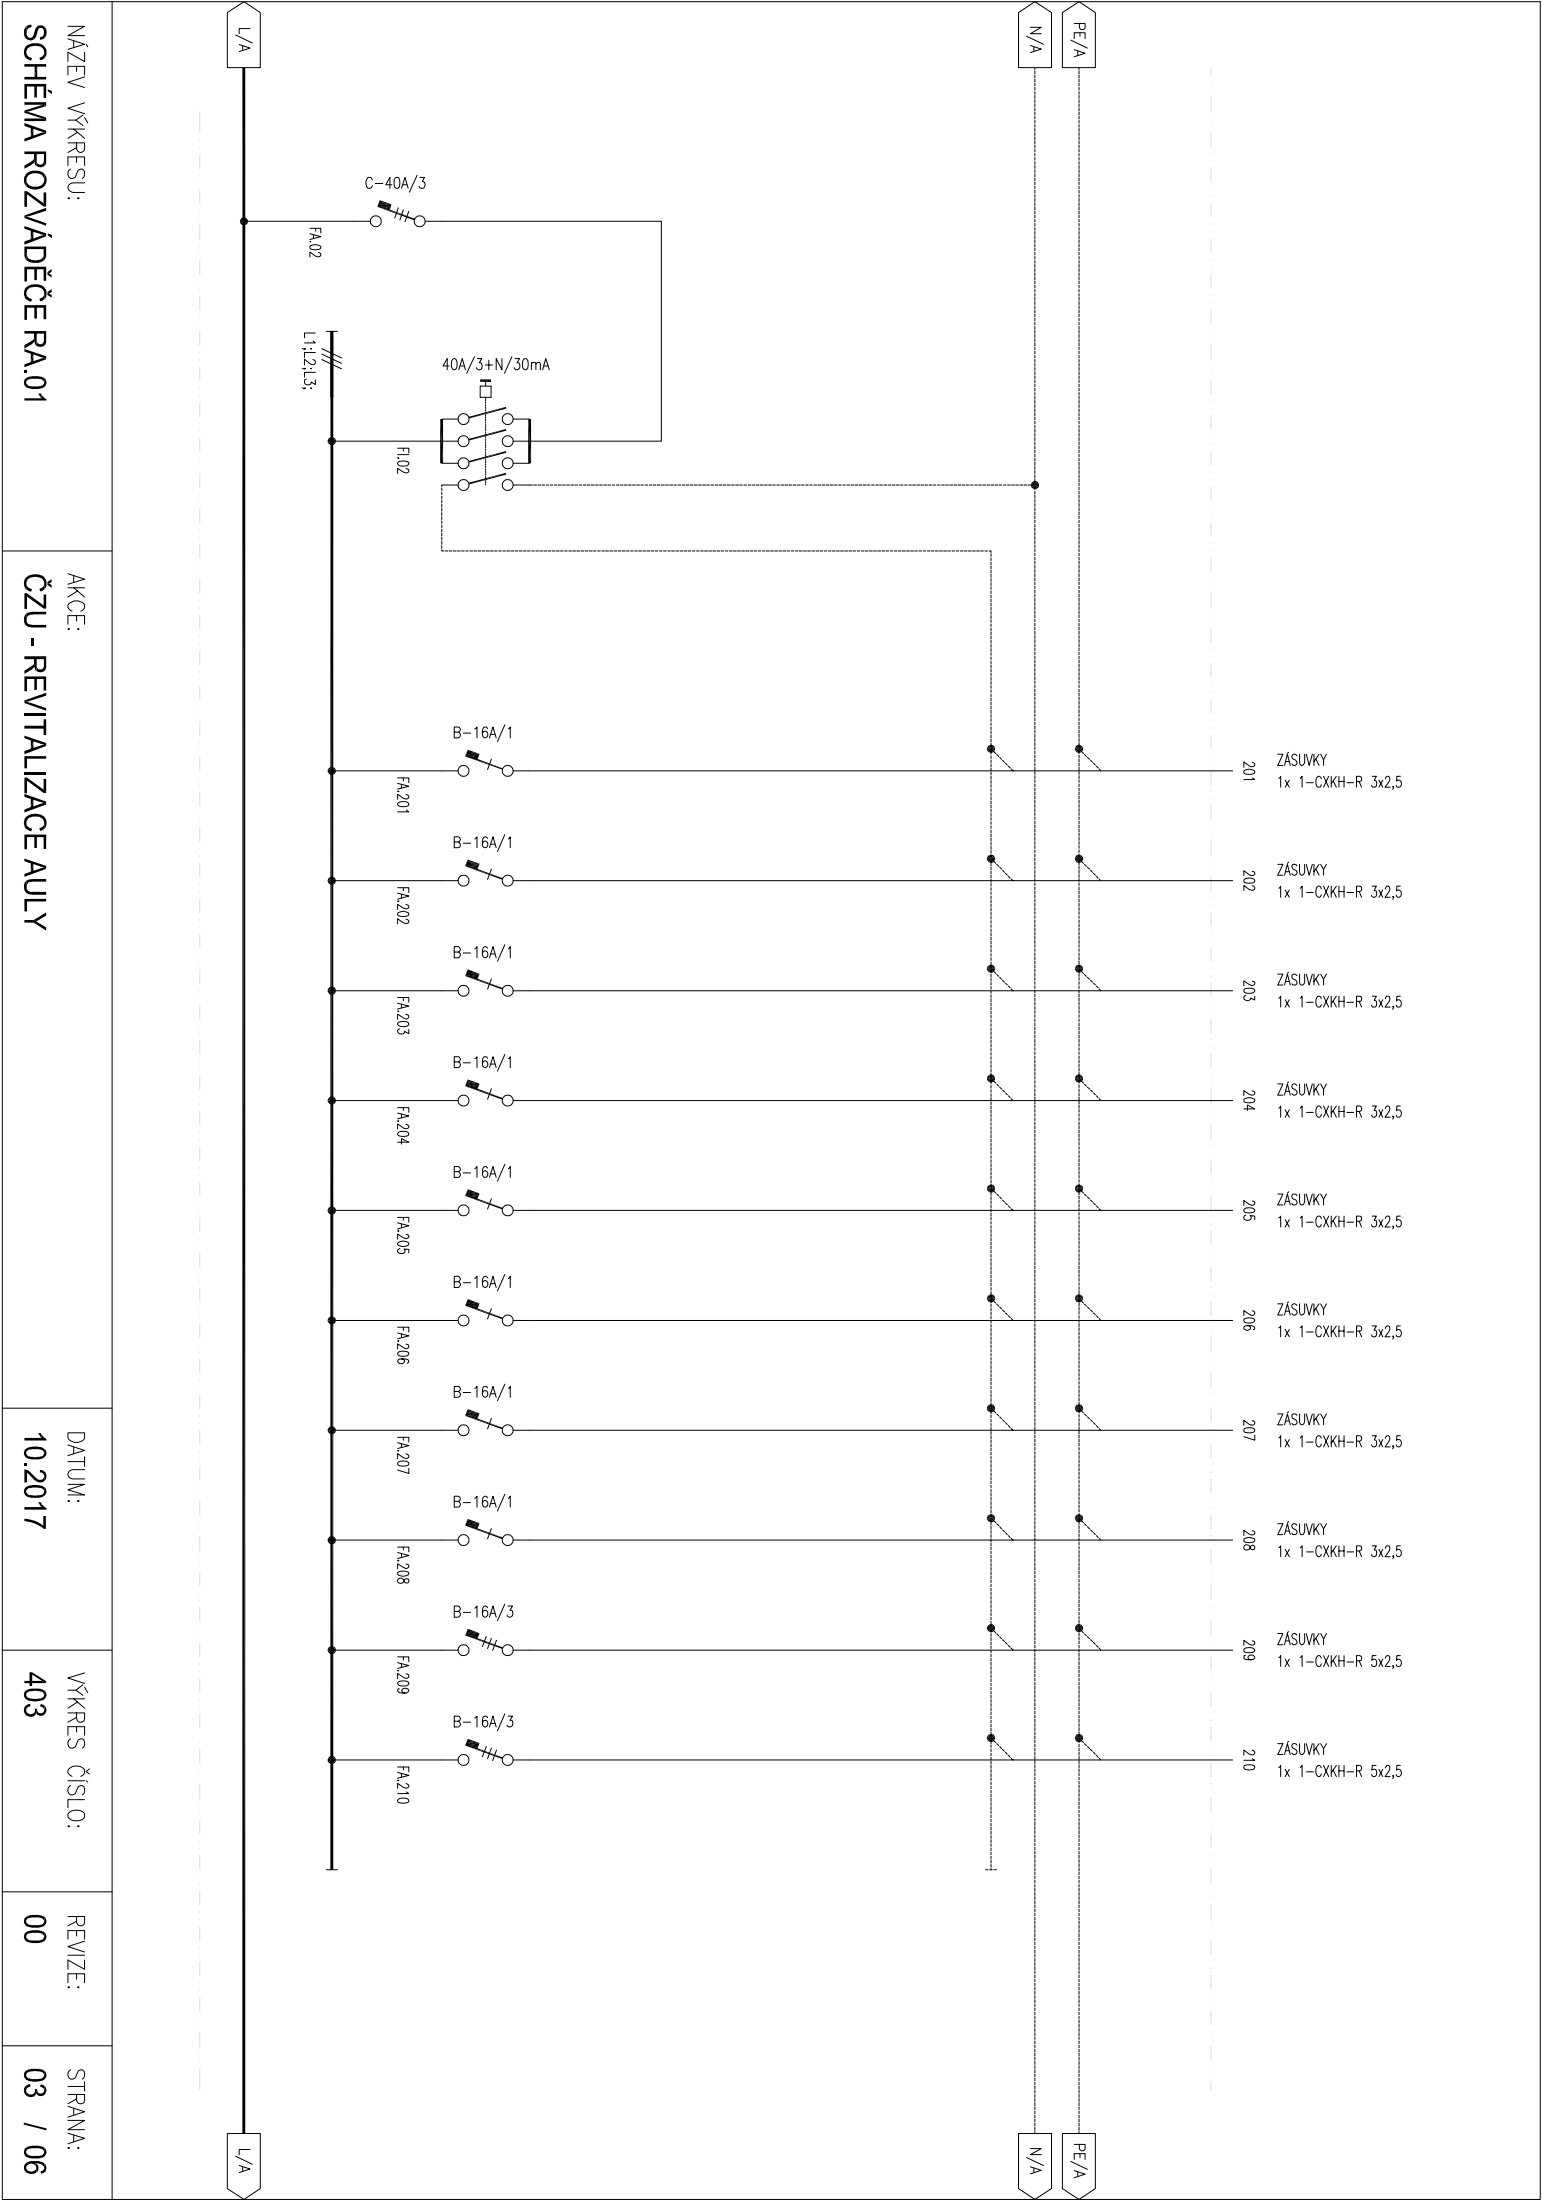 L/A
N/A
PE/A
C-40A/3
FA.02
L1;L2;L3;
40A/3+N/30mA
FI.02
B-16A/1
FA.201
201
ZÁSUVKY
1x 1-CXKH-R 3x2,5
B-16A/1
FA.202
202
ZÁSUVKY
1x 1-CXKH-R 3x2,5
B-16A/1
FA.203
203
ZÁSUVKY
1x 1-CXKH-R 3x2,5
B-16A/1
FA.204
204
ZÁSUVKY
1x 1-CXKH-R 3x2,5
B-16A/1
FA.205
205
ZÁSUVKY
1x 1-CXKH-R 3x2,5
B-16A/1
FA.206
206
ZÁSUVKY
1x 1-CXKH-R 3x2,5
B-16A/1
FA.207
207
ZÁSUVKY
1x 1-CXKH-R 3x2,5
B-16A/1
FA.208
208
ZÁSUVKY
1x 1-CXKH-R 3x2,5
B-16A/3
FA.209
209
ZÁSUVKY
1x 1-CXKH-R 5x2,5
B-16A/3
FA.210
210
ZÁSUVKY
1x 1-CXKH-R 5x2,5
L/A
N/A
PE/A
NÁZEV VÝKRESU:
SCHÉMA ROZVÁDĚČE RA.01
AKCE:
ČZU - REVITALIZACE AULY
DATUM:
10.2017
VÝKRES ČÍSLO:
403
REVIZE:
00
STRANA:
03 / 06